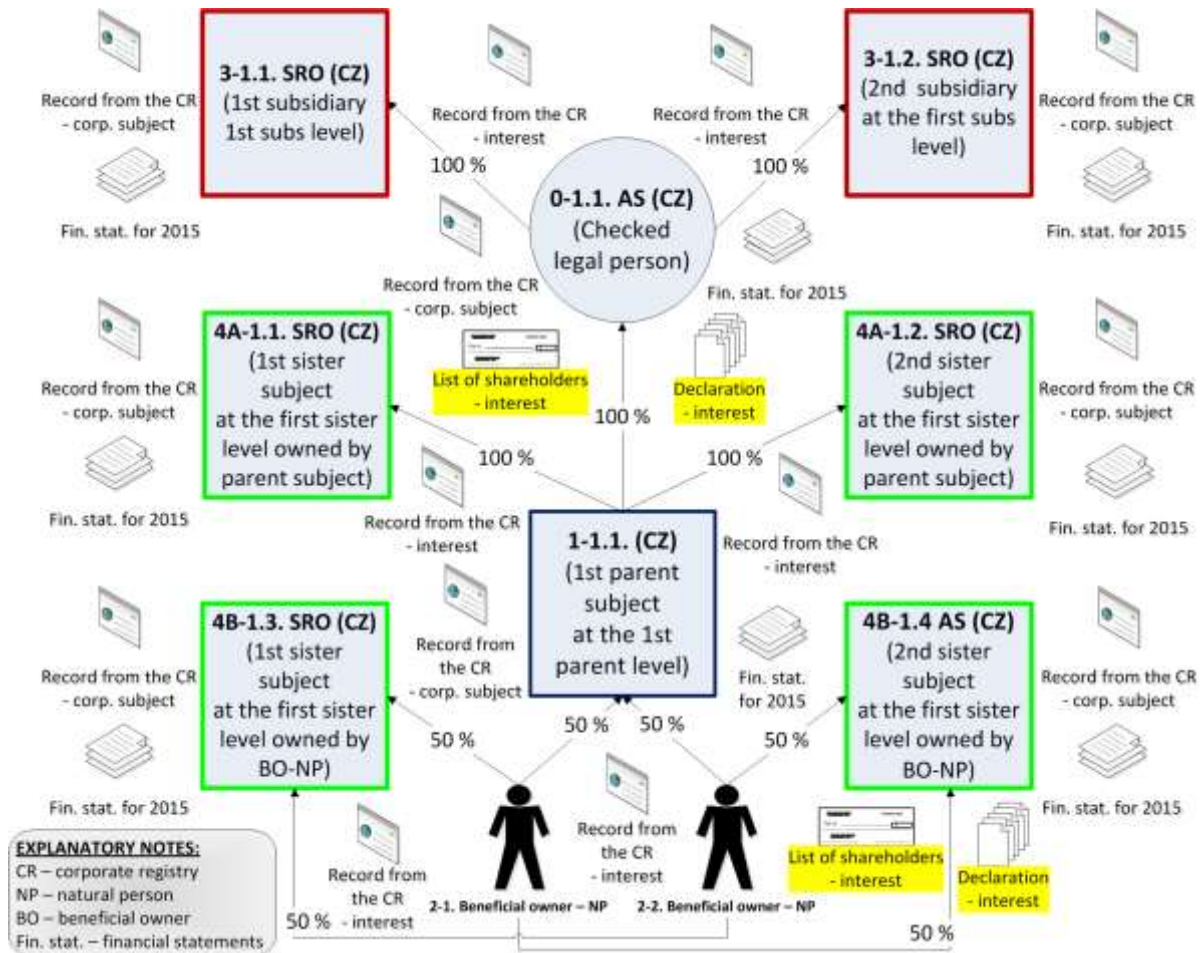 3-1.1. SRO (CZ)
(1st subsidiary
1st subs level)
Record from the CR
- corp. subject
Fin. stat. for 2015
Record from the CR
- interest
100 %
Record from the CR
- interest
100 %
3-1.2. SRO (CZ)
(2nd subsidiary
at the first subs
level)
Record from the CR
- corp. subject
Fin. stat. for 2015
0-1.1. AS (CZ)
(Checked
legal person)
Record from the CR
- corp. subject
Fin. stat. for 2015
List of shareholders
- interest
Declaration
- interest
100 %
4A-1.1. SRO (CZ)
(1st sister
subject
at the first sister
level owned by
parent subject)
Record from the CR
- corp. subject
Fin. stat. for 2015
100 %
Record from the CR
- interest
100 %
Record from the CR
- interest
4A-1.2. SRO (CZ)
(2nd sister
subject
at the first sister
level owned by
parent subject)
Record from the CR
- corp. subject
Fin. stat. for 2015
1-1.1. (CZ)
(1st parent
subject
at the 1st
parent level)
Record from
the CR
- corp. subject
Fin. stat.
for 2015
4B-1.3. SRO (CZ)
(1st sister
subject
at the first sister
level owned by
BO-NP)
Record from the CR
- corp. subject
Fin. stat. for 2015
4B-1.4 AS (CZ)
(2nd sister
subject
at the first sister
level owned by
BO-NP)
Record from the CR
- corp. subject
Fin. stat. for 2015
50 %
50 %
50 %
50 %
Record from
the CR
- interest
Record from
the CR
- interest
List of shareholders
- interest
Declaration
- interest
2-1. Beneficial owner – NP
2-2. Beneficial owner – NP
50 %
50 %
EXPLANATORY NOTES:
CR – corporate registry
NP – natural person
BO – beneficial owner
Fin. stat. – financial statements